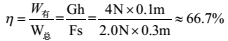 η = W有/W总 = Gh/Fs = 4N×0.1m/2.0N×0.3m ≈ 66.7%